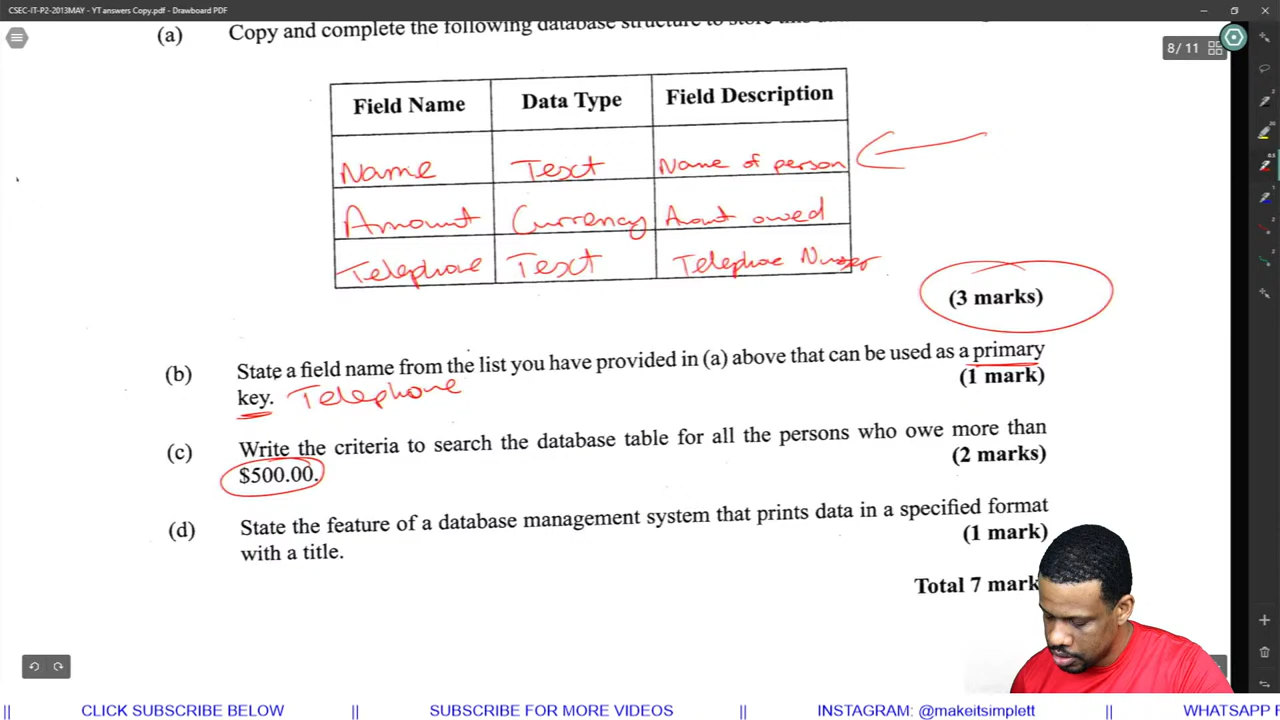 CSEC-IT-P2-2013MAY - YT answers Copy.pdf - Drawboard PDF
8 / 11
(a) Copy and complete the following database structure to store
Field Name Data Type Field Description
Name Text Name of person
Amount Currency Amount owed
Telephone Text Telephone Number
(3 marks)
(b) State a field name from the list you have provided in (a) above that can be used as a primary
key. Telephone (1 mark)
(c) Write the criteria to search the database table for all the persons who owe more than
$500.00. (2 marks)
(d) State the feature of a database management system that prints data in a specified format
with a title. (1 mark)
Total 7 mark
|| CLICK SUBSCRIBE BELOW || SUBSCRIBE FOR MORE VIDEOS || INSTAGRAM: @makeitsimplett || WHATSAPP